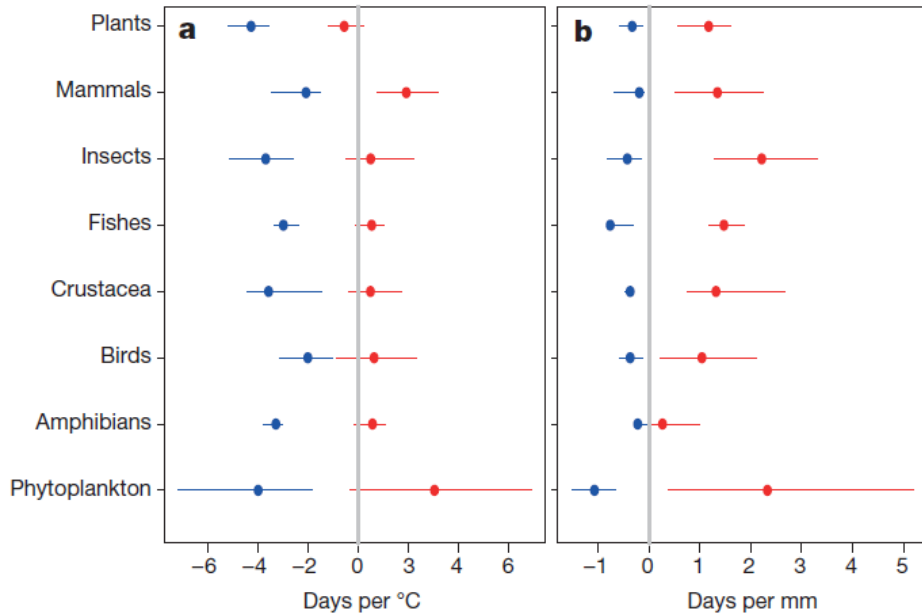 a
b
Plants
Mammals
Insects
Fishes
Crustacea
Birds
Amphibians
Phytoplankton
−6 −4 −2 0 3 4 6
−1 0 1 2 3 4 5
Days per °C
Days per mm